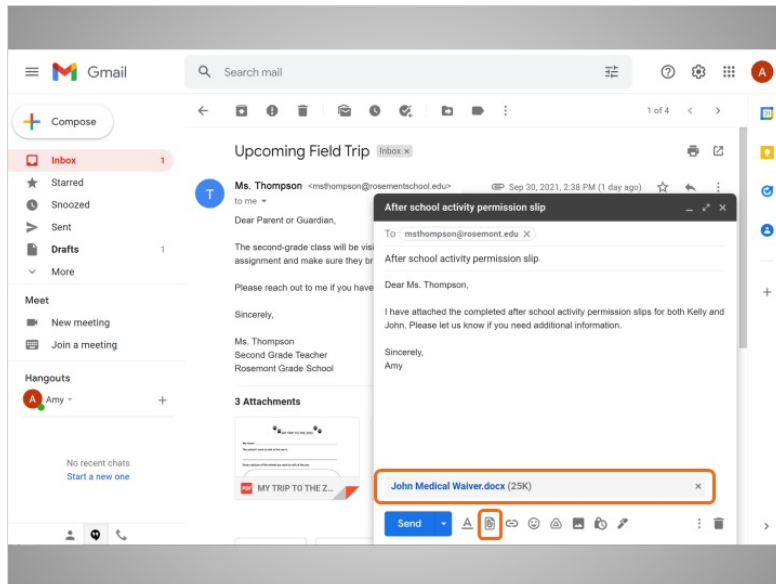 Gmail
Search mail
1 of 4
Compose
Inbox 1
Starred
Snoozed
Sent
Drafts 1
More
Meet
New meeting
Join a meeting
Hangouts
A Amy
No recent chats
Start a new one
A
Upcoming Field Trip Inbox x
T
Ms. Thompson <msthompson@rosementschool.edu> Sep 30, 2021, 2:38 PM (1 day ago)
to me
Dear Parent or Guardian,
The second-grade class will be visi
assignment and make sure they br
Please reach out to me if you have
Sincerely,
Ms. Thompson
Second Grade Teacher
Rosemont Grade School
3 Attachments
MY TRIP TO THE ZOO
PDF MY TRIP TO THE Z...
After school activity permission slip
To msthompson@rosemont.edu
After school activity permission slip
Dear Ms. Thompson,
I have attached the completed after school activity permission slips for both Kelly and
John. Please let us know if you need additional information.
Sincerely,
Amy
John Medical Waiver.docx (25K)
Send